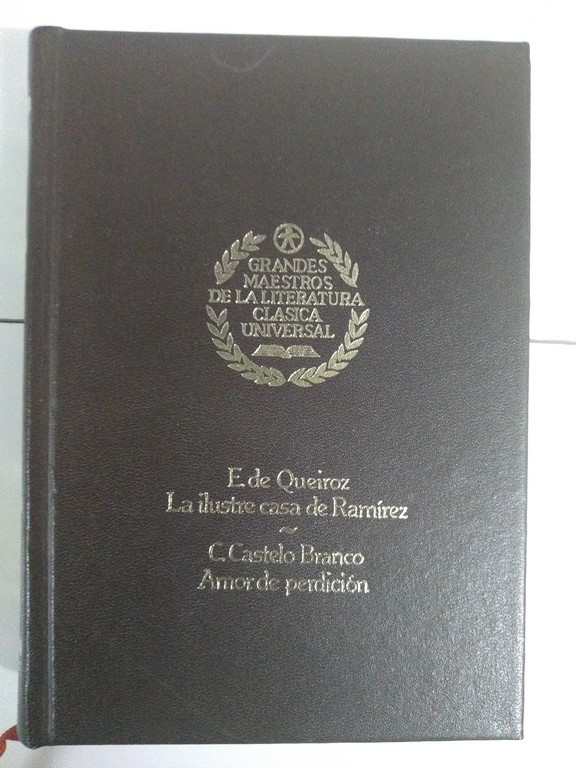 GRANDES
MAESTROS
DE LA LITERATURA
CLASICA
UNIVERSAL
E. de Queiroz
La ilustre casa de Ramírez
~
C. Castelo Branco
Amor de perdición